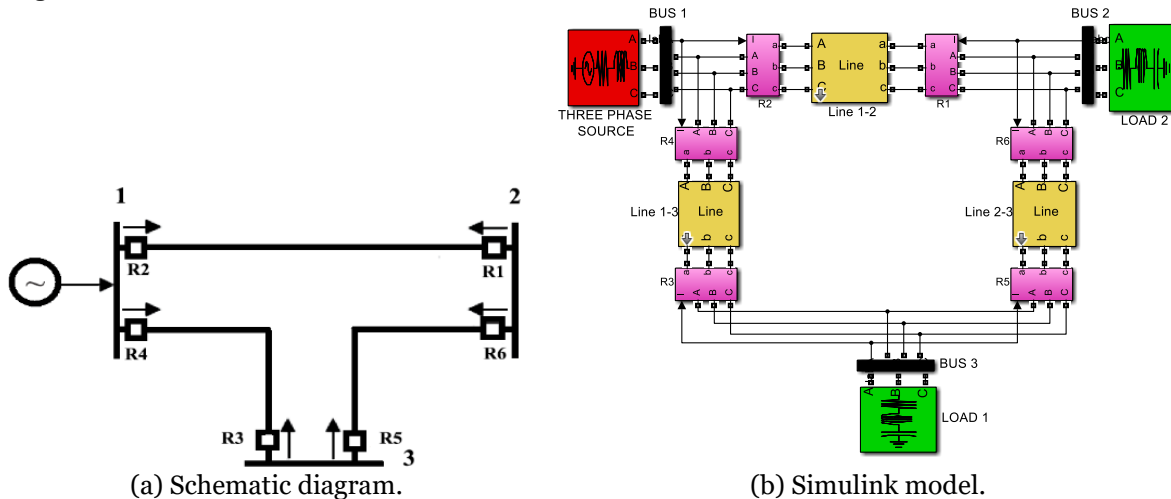 1
2
R2
R1
R4
R6
R3
R5
3
(a) Schematic diagram.
BUS 1
BUS 2
A
B
C
THREE PHASE
SOURCE
I
A
B
C
a
b
c
R2
A
B
C
Line
a
b
c
Line 1-2
a
b
c
I
A
B
C
R1
A
B
C
LOAD 2
R4
I
A
B
C
a
b
c
R6
I
A
B
C
a
b
c
Line 1-3
A
B
C
Line
a
b
c
Line 2-3
A
B
C
Line
a
b
c
R3
a
b
c
I
A
B
C
R5
a
b
c
I
A
B
C
BUS 3
A
B
C
LOAD 1
(b) Simulink model.